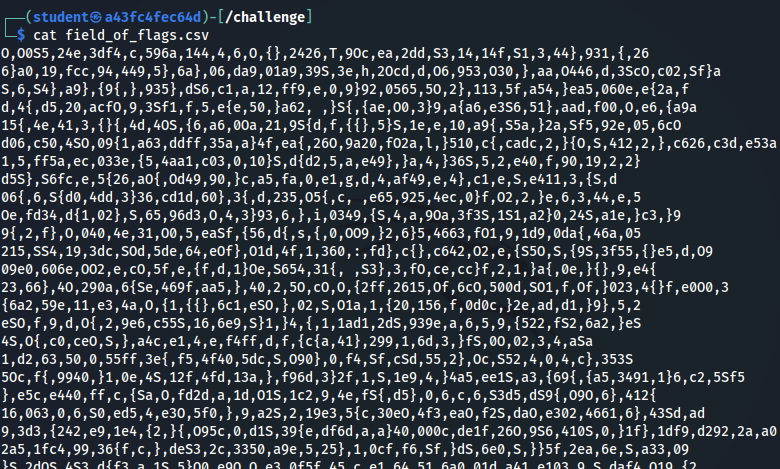 ┌──(student㉿a43fc4fec64d)-[/challenge]
└─$ cat field_of_flags.csv
O,O0S5,24e,3df4,c,596a,144,4,6,O,{},2426,T,9Oc,ea,2dd,S3,14,14f,S1,3,44},931,{,26
6}a0,19,fcc,94,449,5},6a},06,da9,01a9,39S,3e,h,2Ocd,d,O6,953,O30,},aa,O446,d,3ScO,c02,Sf}a
S,6,S4},a9},{9{,},935},dS6,c1,a,12,ff9,e,0,9}92,0565,5O,2},113,5f,a54,}ea5,060e,e{2a,f
d,4{,d5,20,acfO,9,3Sf1,f,5,e{e,50,}a62, ,}S{,{ae,O0,3}9,a{a6,e3S6,51},aad,f00,O,e6,{a9a
15{,4e,41,3,{}{,4d,4OS,{6,a6,0Oa,21,9S{d,f,{{},5}S,1e,e,10,a9{,S5a,}2a,Sf5,92e,05,6cO
d06,c50,4SO,09{1,a63,ddff,35a,a}4f,ea{,26O,9a20,fO2a,l,}510,c{,cadc,2,}{O,S,412,2,},c626,c3d,e53a
1,5,ff5a,ec,033e,{5,4aa1,c03,0,10}S,d{d2,5,a,e49},}a,4,}36S,5,2,e40,f,90,19,2,2}
d5S},S6fc,e,5{26,aO{,Od49,90,}c,a5,fa,0,e1,g,d,4,af49,e,4},c1,e,S,e411,3,{S,d
06{,6,S{d0,4dd,3}36,cd1d,60},3{,d,235,O5{,c,_,e65,925,4ec,0}f,O2,2,}e,6,3,44,e,5
Oe,fd34,d{1,02},S,65,96d3,O,4,3}93,6,},i,0349,{S,4,a,9Oa,3f3S,1S1,a2}0,24S,a1e,}c3,}9
9{,2,f},O,040,4e,31,O0,5,eaSf,{56,d{,s,{,0,OO9,}2,6}5,4663,fO1,9,1d9,0da{,46a,05
215,SS4,19,3dc,SOd,5de,64,eOf},O1d,4f,1,360,:,fd},c{},c642,O2,e,{S5O,S,{9S,3f55,{}e5,d,O9
09e0,606e,OO2,e,cO,5f,e,{f,d,1}Oe,S654,31{, ,S3},3,fO,ce,cc}f,2,1,}a{,0e,}{},9,e4{
23,66},4O,290a,6{Se,469f,aa5,},40,2,5O,cO,O,{2ff,2615,Of,6cO,500d,SO1,f,Of,}023,4{}f,e0O0,3
{6a2,59e,11,e3,4a,O,{1,{{},6c1,eSO,},02,S,O1a,1,{20,156,f,0d0c,}2e,ad,d1,}9},5,2
eSO,f,9,d,O{,2,9e6,c55S,16,6e9,S}1,}4,{,1,1ad1,2dS,939e,a,6,5,9,{522,fS2,6a2,}eS
4S,O{,c0,ceO,S,},a4c,e1,4,e,f4ff,d,f,{c{a,41},299,1,6d,3,}fS,0O,02,3,4,aSa
1,d2,63,50,0,55ff,3e{,f5,4f40,5dc,S,O90},0,f4,Sf,cSd,55,2},Oc,S52,4,0,4,c},353S
5Oc,f{,9940,}1,0e,4S,12f,4fd,13a,},f96d,3}2f,1,S,1e9,4,}4a5,ee1S,a3,{69{,{a5,3491,1}6,c2,5Sf5
},e5c,e440,ff,c,{Sa,O,fd2d,a,1d,O1S,1c2,9,4e,fS{,d5},0,6,c,6,S3d5,dS9{,O9O,6},412{
16,063,0,6,S0,ed5,4,e3O,5f0,},9,a2S,2,19e3,5{c,30eO,4f3,eaO,f2S,daO,e302,4661,6},43Sd,ad
9,3d3,{242,e9,1e4,{2,}{,O95c,0,d1S,39{e,df6d,a,a}40,000c,de1f,26O,9S6,410S,0,}1f},1df9,d292,2a,a0
2a5,1fc4,99,36{f,c,},deS3,2c,3350,a9e,5,25},1,0cf,f6,Sf,}dS,6e0,S,}}5f,2ea,6e,S,a33,09